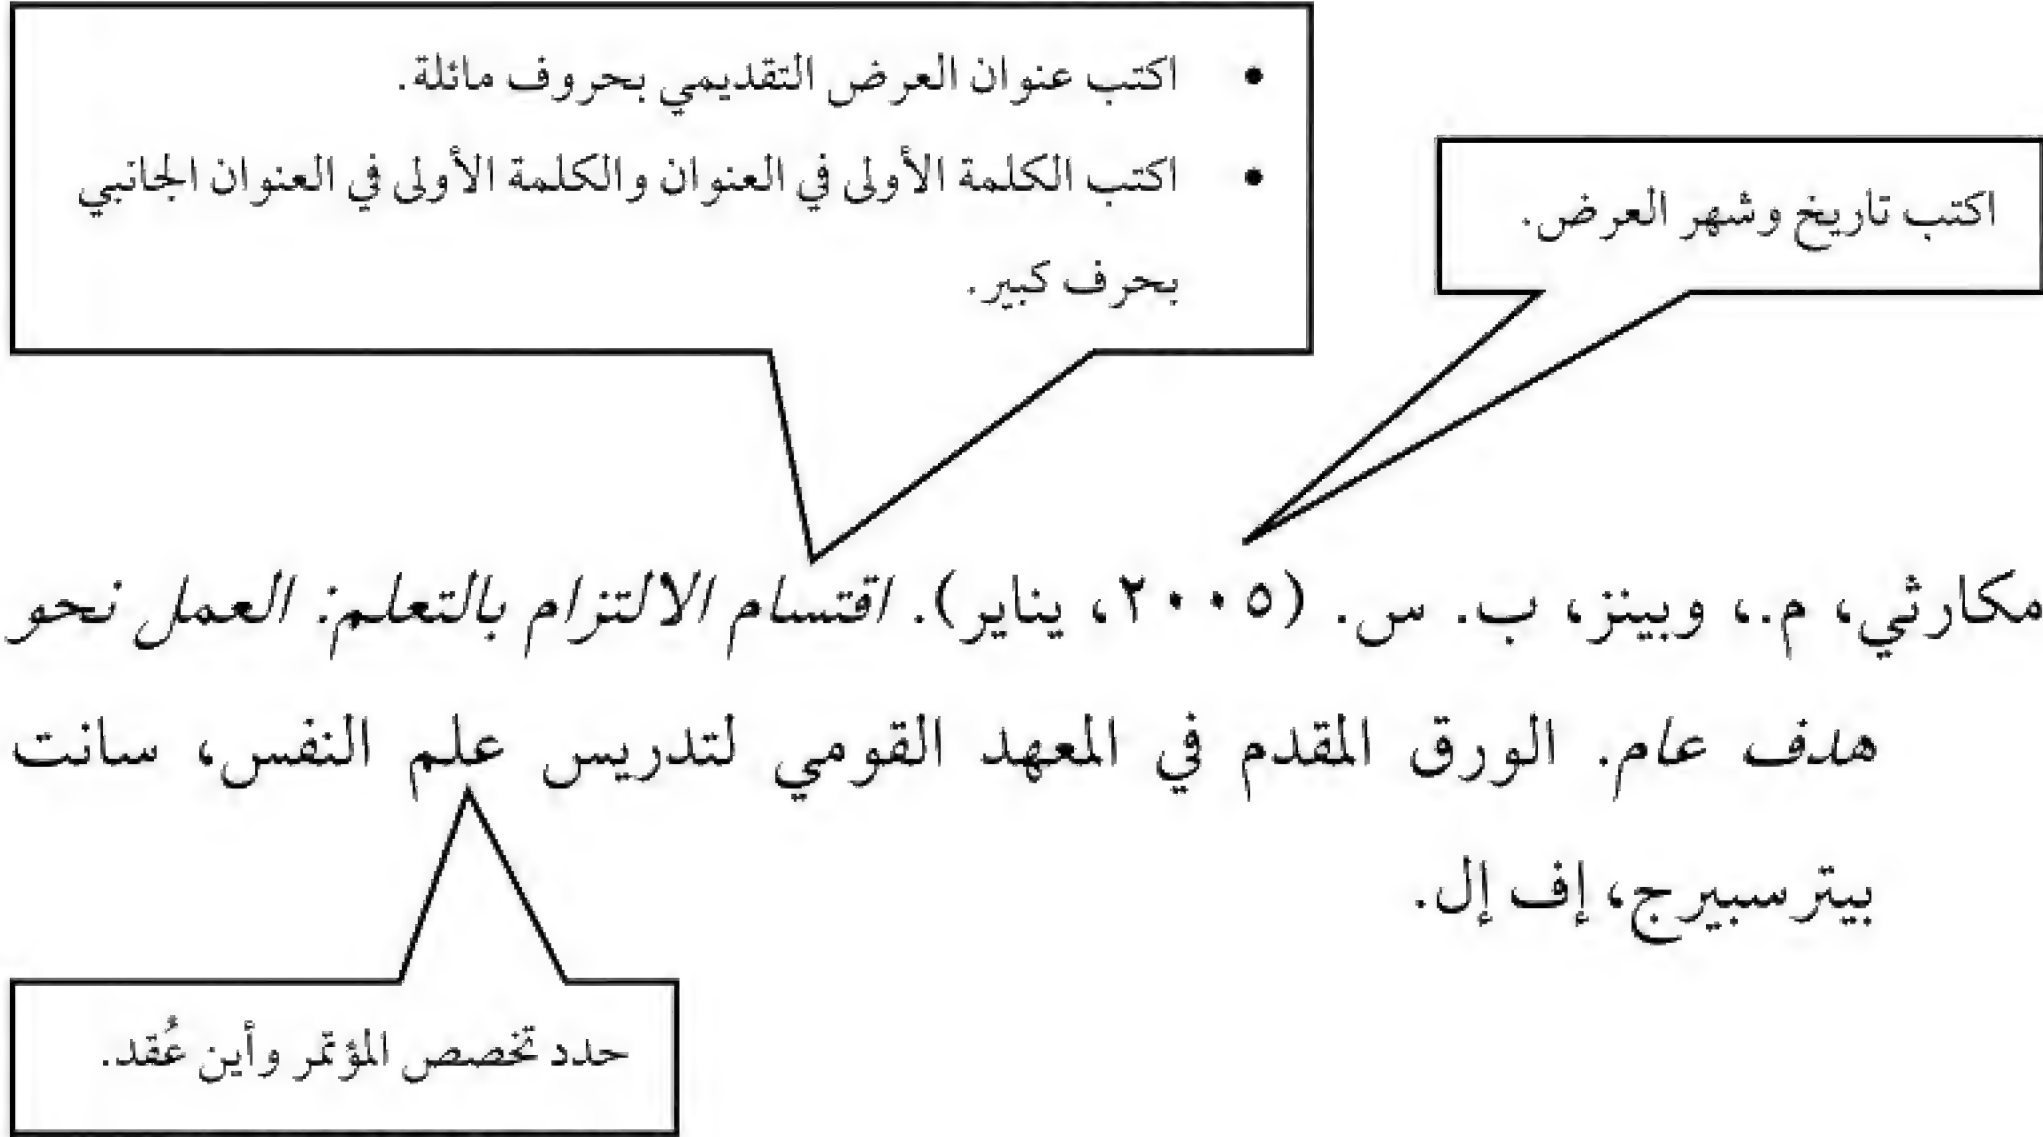 • اكتب عنوان العرض التقديمي بحروف مائلة.
• اكتب الكلمة الأولى في العنوان والكلمة الأولى في العنوان الجانبي
بحرف كبير.
اكتب تاريخ وشهر العرض.
مكارثي، م.، وبينز، ب. س. (٢٠٠٥، يناير). اقتسام الالتزام بالتعلم: العمل نحو
هدف عام. الورق المقدم في المعهد القومي لتدريس علم النفس، سانت
بيترسبيرج، إف إل.
حدد تخصص المؤتمر وأين عُقد.